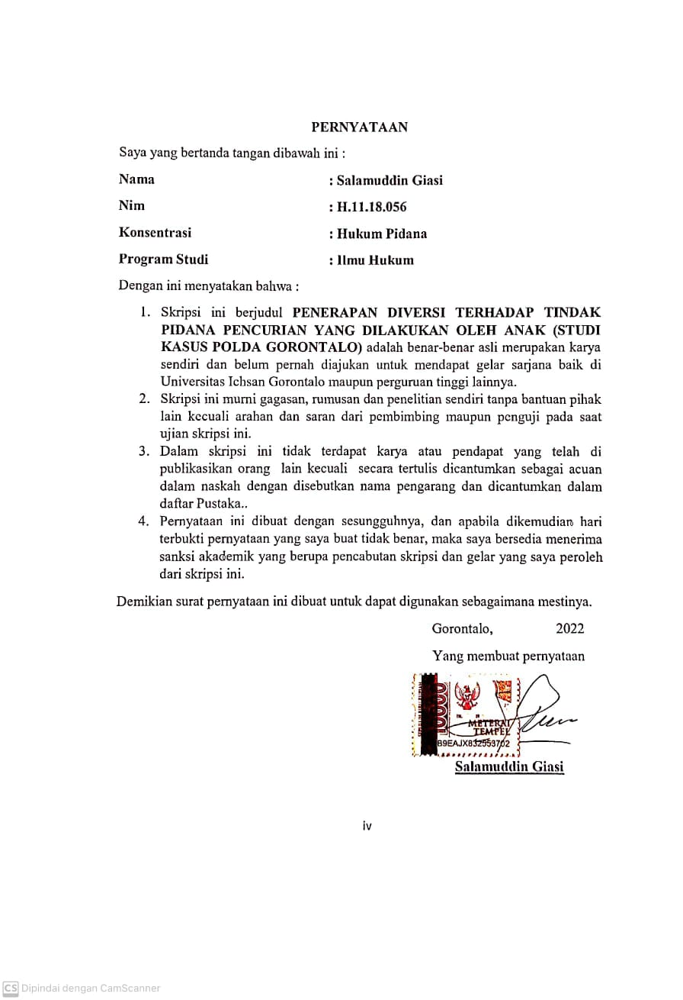 PERNYATAAN
Saya yang bertanda tangan dibawah ini :
Nama : Salamuddin Giasi
Nim : H.11.18.056
Konsentrasi : Hukum Pidana
Program Studi : Ilmu Hukum
Dengan ini menyatakan bahwa :
1. Skripsi ini berjudul PENERAPAN DIVERSI TERHADAP TINDAK
PIDANA PENCURIAN YANG DILAKUKAN OLEH ANAK (STUDI
KASUS POLDA GORONTALO) adalah benar-benar asli merupakan karya
sendiri dan belum pernah diajukan untuk mendapat gelar sarjana baik di
Universitas Ichsan Gorontalo maupun perguruan tinggi lainnya.
2. Skripsi ini murni gagasan, rumusan dan penelitian sendiri tanpa bantuan pihak
lain kecuali arahan dan saran dari pembimbing maupun penguji pada saat
ujian skripsi ini.
3. Dalam skripsi ini tidak terdapat karya atau pendapat yang telah di
publikasikan orang lain kecuali secara tertulis dicantumkan sebagai acuan
dalam naskah dengan disebutkan nama pengarang dan dicantumkan dalam
daftar Pustaka..
4. Pernyataan ini dibuat dengan sesungguhnya, dan apabila dikemudian hari
terbukti pernyataan yang saya buat tidak benar, maka saya bersedia menerima
sanksi akademik yang berupa pencabutan skripsi dan gelar yang saya peroleh
dari skripsi ini.
Demikian surat pernyataan ini dibuat untuk dapat digunakan sebagaimana mestinya.
Gorontalo, 2022
Yang membuat pernyataan
METERAI
TEMPEL
B9EAJX832553702
Salamuddin Giasi
iv
CS Dipindai dengan CamScanner